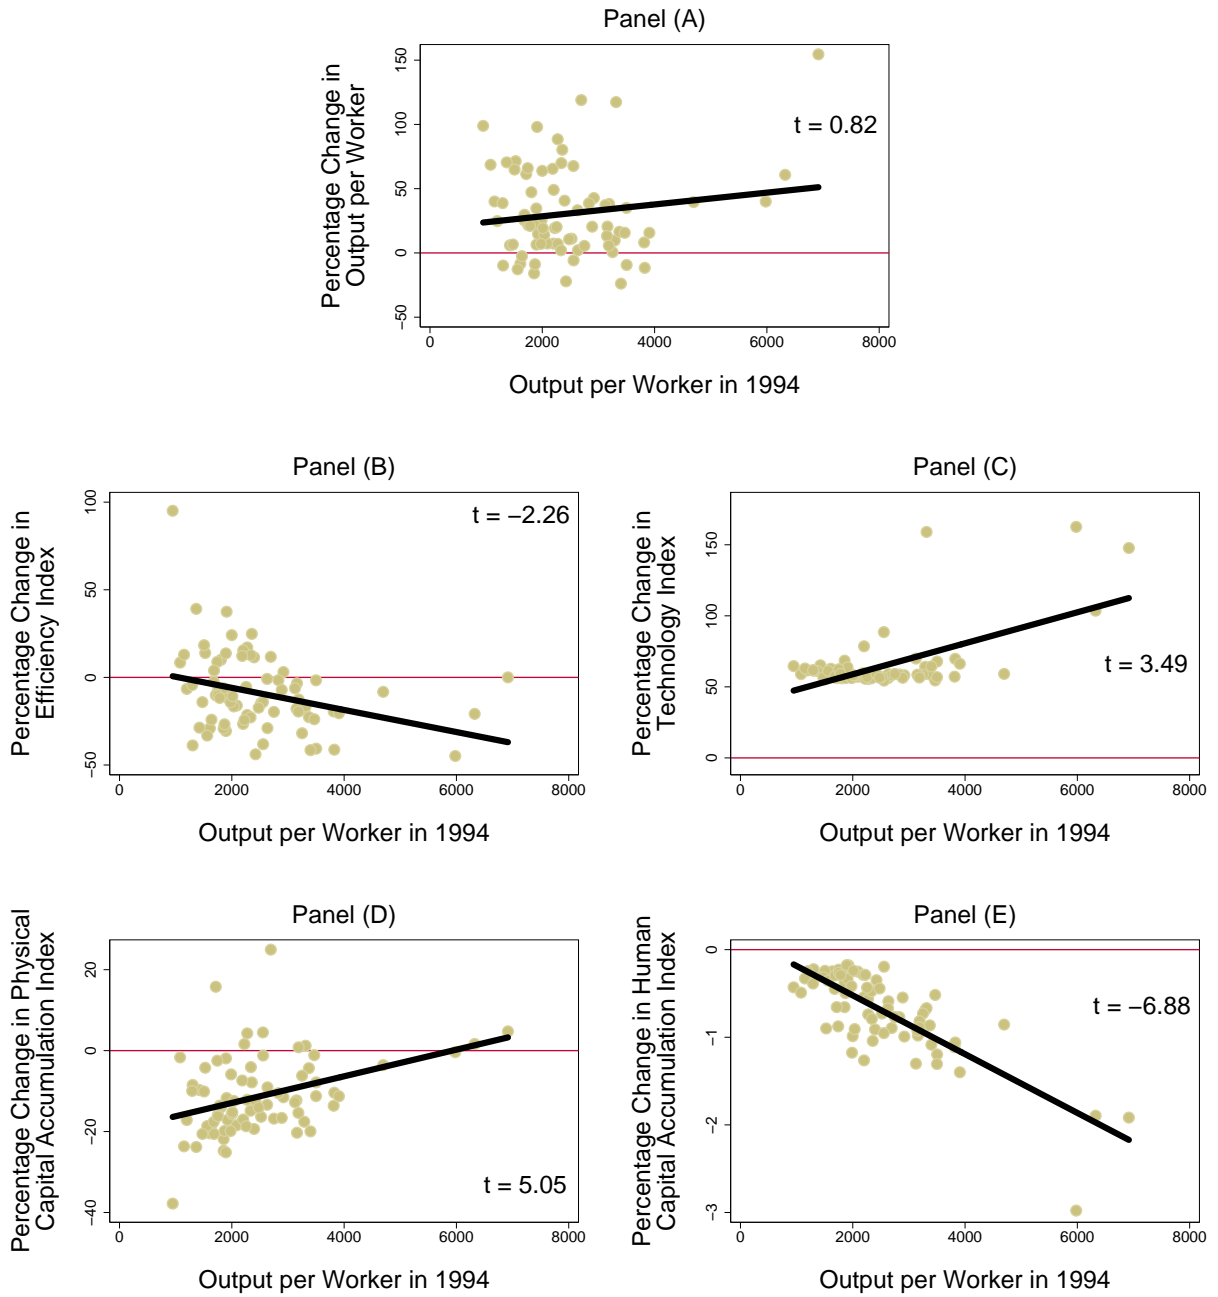 Panel (A)
Percentage Change in
Output per Worker
150
100
50
0
−50
t = 0.82
0 2000 4000 6000 8000
Output per Worker in 1994
Panel (B)
Percentage Change in
Efficiency Index
100
50
0
−50
t = −2.26
0 2000 4000 6000 8000
Output per Worker in 1994
Panel (C)
Percentage Change in
Technology Index
150
100
50
0
t = 3.49
0 2000 4000 6000 8000
Output per Worker in 1994
Panel (D)
Percentage Change in Physical
Capital Accumulation Index
20
0
−20
−40
t = 5.05
0 2000 4000 6000 8000
Output per Worker in 1994
Panel (E)
Percentage Change in Human
Capital Accumulation Index
0
−1
−2
−3
t = −6.88
0 2000 4000 6000 8000
Output per Worker in 1994